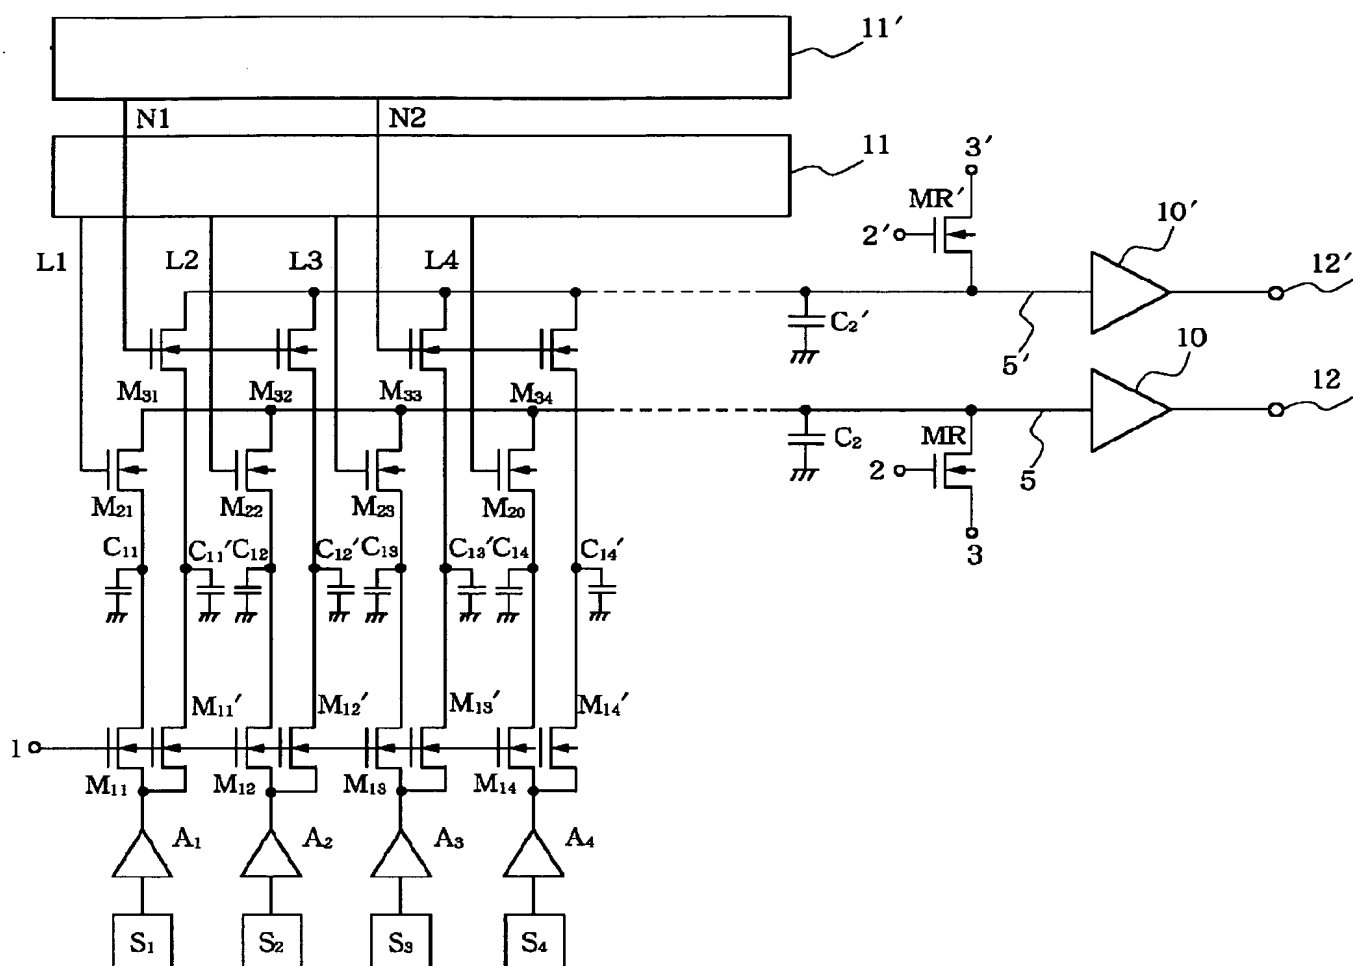 11′
N1 N2
11
3′
MR′
10′
2′
12′
L1 L2 L3 L4
C₂′
5′
10
M₃₁ M₃₂ M₃₃ M₃₄
12
C₂
MR
2
5
M₂₁ M₂₂ M₂₃ M₂₀
3
C₁₁ C₁₁′ C₁₂ C₁₂′ C₁₃ C₁₃′ C₁₄ C₁₄′
M₁₁′ M₁₂′ M₁₃′ M₁₄′
1
M₁₁ M₁₂ M₁₃ M₁₄
A₁ A₂ A₃ A₄
S₁ S₂ S₃ S₄